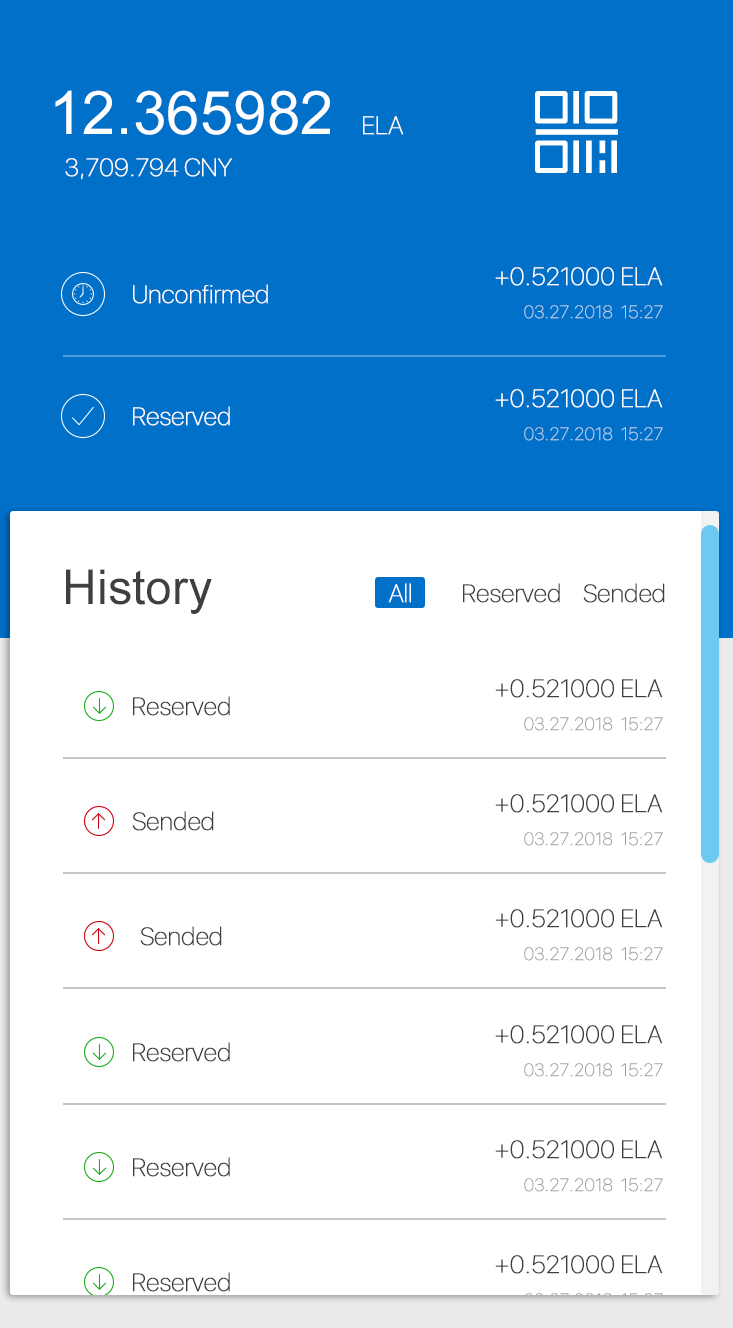 12.365982 ELA
3,709.794 CNY
Unconfirmed +0.521000 ELA
03.27.2018 15:27
Reserved +0.521000 ELA
03.27.2018 15:27
History All Reserved Sended
Reserved +0.521000 ELA
03.27.2018 15:27
Sended +0.521000 ELA
03.27.2018 15:27
Sended +0.521000 ELA
03.27.2018 15:27
Reserved +0.521000 ELA
03.27.2018 15:27
Reserved +0.521000 ELA
03.27.2018 15:27
Reserved +0.521000 ELA